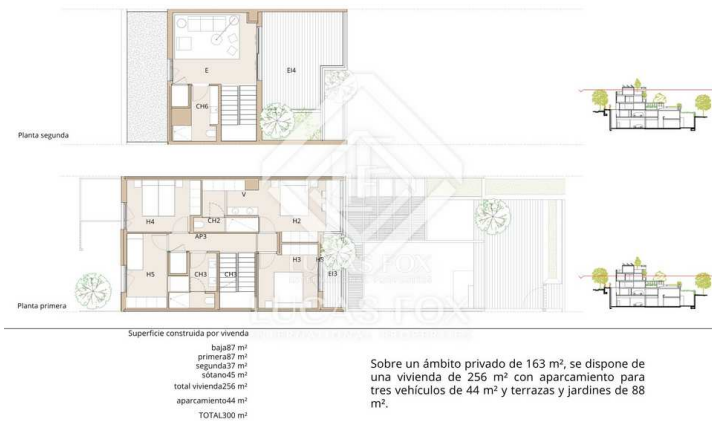 E
EI4
CH6
Planta segunda
V
H4
CH2
H2
AP3
H3
H5
CH3
CH3
EI3
Planta primera
LUCAS FOX
LUCAS FOX
Superficie construida por vivenda
baja87 m²
primera87 m²
segunda37 m²
sótano45 m²
total vivienda256 m²
aparcamiento44 m²
TOTAL300 m²
Sobre un ámbito privado de 163 m², se dispone de
una vivienda de 256 m² con aparcamiento para
tres vehículos de 44 m² y terrazas y jardines de 88
m².